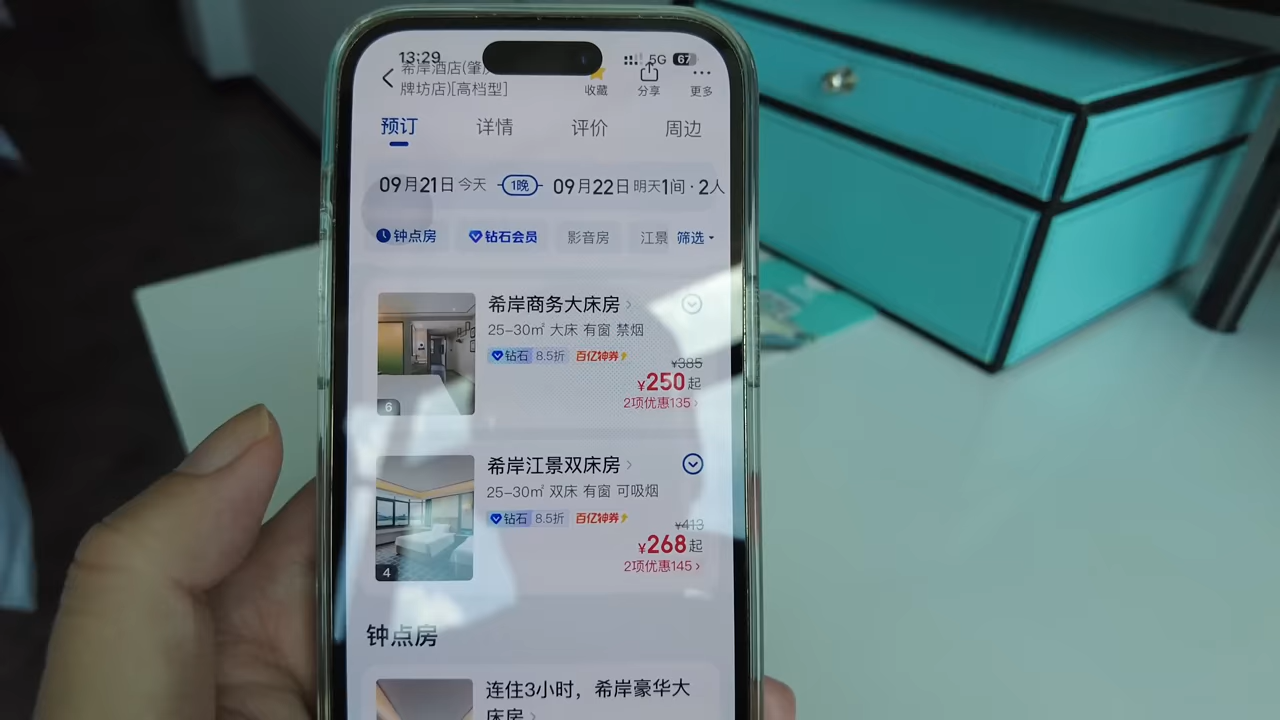 13:29
5G 67
希岸酒店(肇庆
牌坊店)[高档型]
收藏 分享 更多
预订 详情 评价 周边
09月21日 今天 1晚 09月22日 明天 1间·2人
钟点房 钻石会员 影音房 江景 筛选
希岸商务大床房
25-30㎡ 大床 有窗 禁烟
钻石 8.5折 百亿钟券
¥385
¥250起
2项优惠135
6
希岸江景双床房
25-30㎡ 双床 有窗 可吸烟
钻石 8.5折 百亿钟券
¥413
¥268起
2项优惠145
4
钟点房
连住3小时，希岸豪华大
床房